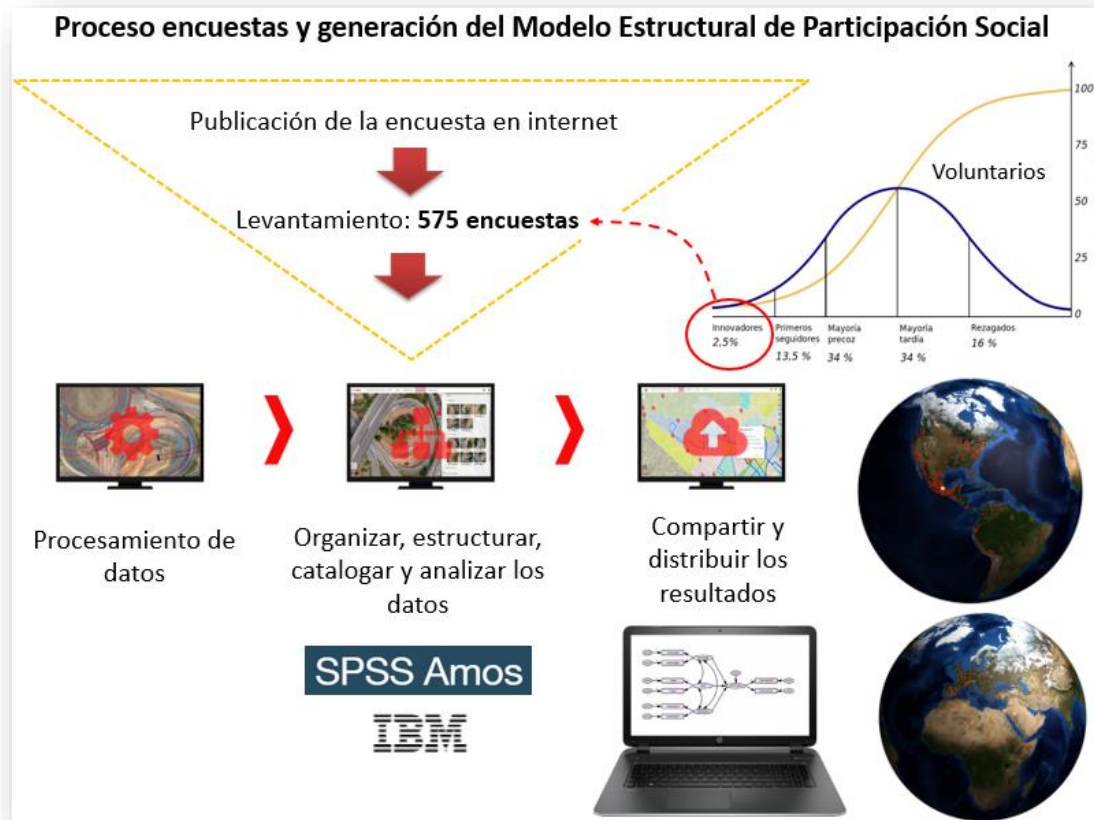 Proceso encuestas y generación del Modelo Estructural de Participación Social
Publicación de la encuesta en internet
Levantamiento: 575 encuestas
100
75
Voluntarios
50
25
0
Innovadores
2,5%
Primeros
seguidores
13,5 %
Mayoría
precoz
34 %
Mayoría
tardía
34 %
Rezagados
16 %
Procesamiento de
datos
Organizar, estructurar,
catalogar y analizar los
datos
Compartir y
distribuir los
resultados
SPSS Amos
IBM